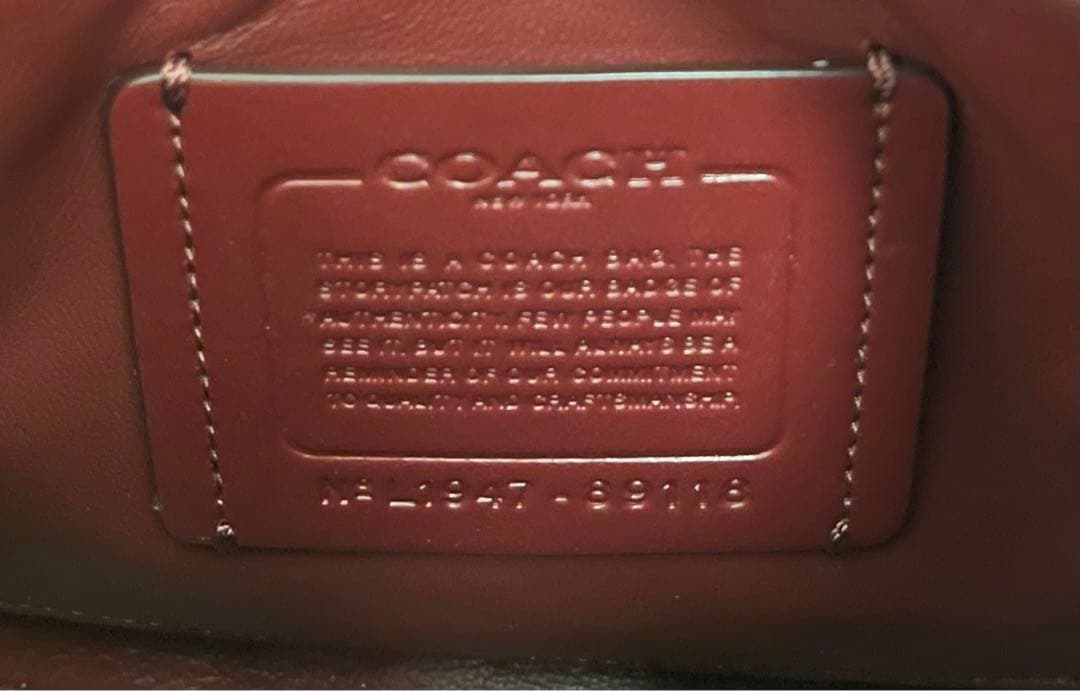 COACH
NEW YORK
THIS IS A COACH BAG. THE
STORYPATCH IS OUR BADGE OF
AUTHENTICITY. FEW PEOPLE MAY
SEE IT, BUT IT WILL ALWAYS BE A
REMINDER OF OUR COMMITMENT
TO QUALITY AND CRAFTSMANSHIP.
Nº L1947 - 89118